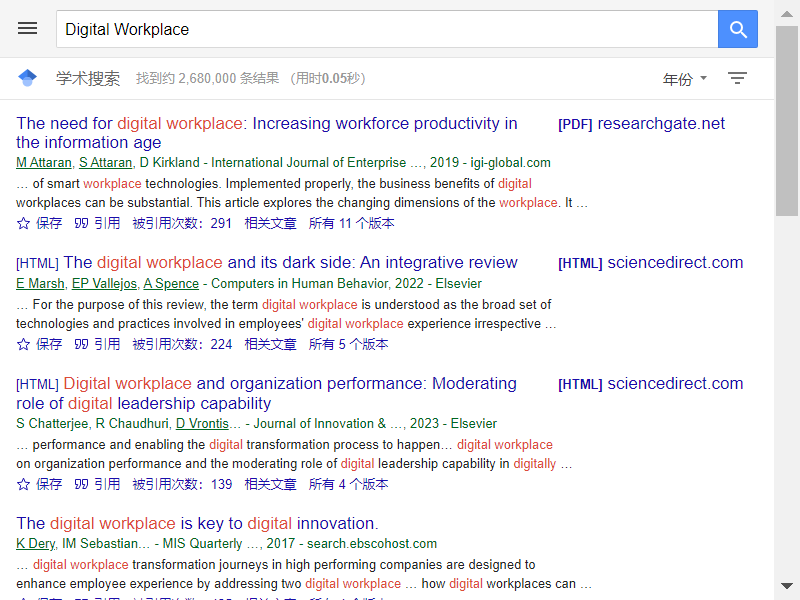 Digital Workplace
学术搜索 找到约 2,680,000 条结果 （用时0.05秒） 年份
The need for digital workplace: Increasing workforce productivity in the information age
[PDF] researchgate.net
M Attaran, S Attaran, D Kirkland - International Journal of Enterprise …, 2019 - igi-global.com
… of smart workplace technologies. Implemented properly, the business benefits of digital
workplaces can be substantial. This article explores the changing dimensions of the workplace. It …
保存 引用 被引用次数：291 相关文章 所有 11 个版本
[HTML] The digital workplace and its dark side: An integrative review
[HTML] sciencedirect.com
E Marsh, EP Vallejos, A Spence - Computers in Human Behavior, 2022 - Elsevier
… For the purpose of this review, the term digital workplace is understood as the broad set of
technologies and practices involved in employees' digital workplace experience irrespective …
保存 引用 被引用次数：224 相关文章 所有 5 个版本
[HTML] Digital workplace and organization performance: Moderating
role of digital leadership capability
[HTML] sciencedirect.com
S Chatterjee, R Chaudhuri, D Vrontis… - Journal of Innovation & …, 2023 - Elsevier
… performance and enabling the digital transformation process to happen… digital workplace
on organization performance and the moderating role of digital leadership capability in digitally …
保存 引用 被引用次数：139 相关文章 所有 4 个版本
The digital workplace is key to digital innovation.
K Dery, IM Sebastian… - MIS Quarterly …, 2017 - search.ebscohost.com
… digital workplace transformation journeys in high performing companies are designed to
enhance employee experience by addressing two digital workplace … how digital workplaces can …